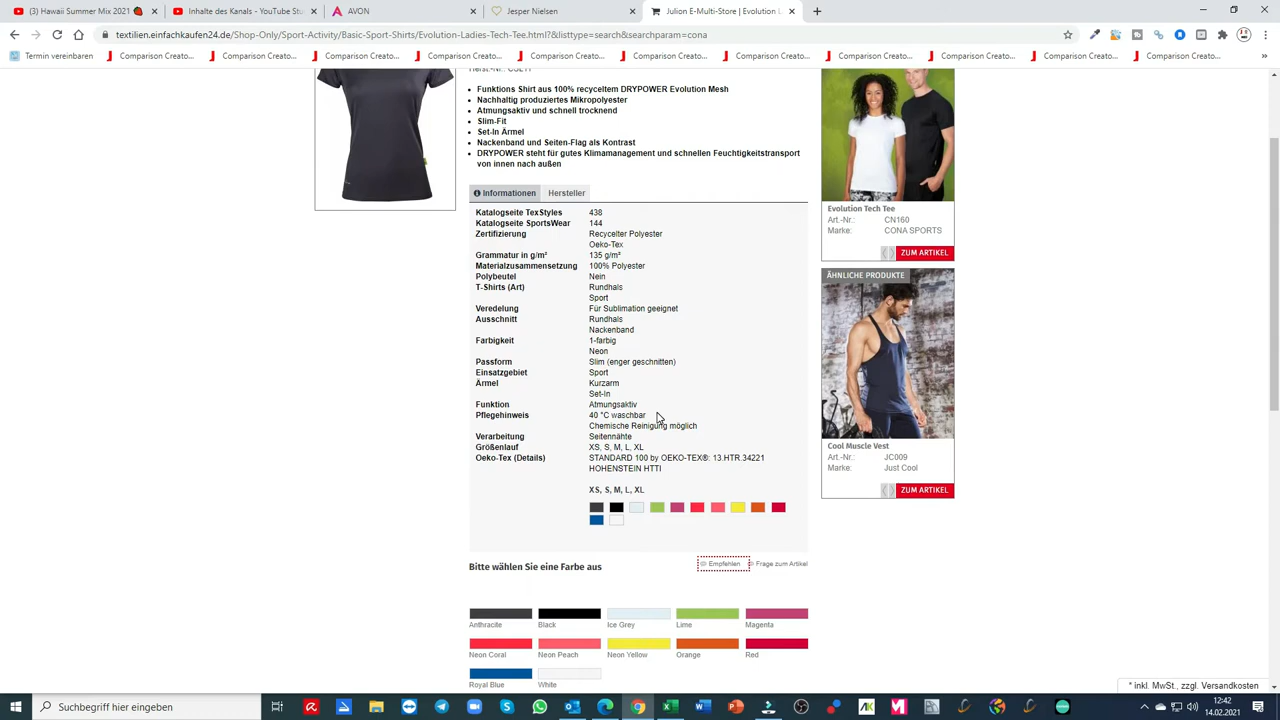 (3) Hawaii Summer Mix 2021
Inhalte des Kanals - YouTube Stu
AVON
Jesper Nielsen
Julion E-Multi-Store | Evolution L
textilien.einfachkaufen24.de/Shop-Only/Sport-Activity/Basic-Sport-Shirts/Evolution-Ladies-Tech-Tee.html?&listtype=search&searchparam=cona
Termin vereinbaren
Comparison Creato...
Comparison Creato...
Comparison Creato...
Comparison Creato...
Comparison Creato...
Comparison Creato...
Comparison Creato...
Comparison Creato...
Comparison Creato...
Comparison Creato...
Comparison Creato...
Funktions Shirt aus 100% recyceltem DRYPOWER Evolution Mesh
Nachhaltig produziertes Mikropolyester
Atmungsaktiv und schnell trocknend
Slim-Fit
Set-In Ärmel
Nackenband und Seiten-Flag als Kontrast
DRYPOWER steht für gutes Klimamanagement und schnellen Feuchtigkeitstransport
von innen nach außen
Informationen
Hersteller
Katalogseite TexStyles 438
Katalogseite SportsWear 144
Zertifizierung Recycelter Polyester
Oeko-Tex
Grammatur in g/m² 135 g/m²
Materialzusammensetzung 100% Polyester
Polybeutel Nein
T-Shirts (Art) Rundhals
Sport
Veredelung Für Sublimation geeignet
Ausschnitt Rundhals
Nackenband
Farbigkeit 1-farbig
Neon
Passform Slim (enger geschnitten)
Einsatzgebiet Sport
Ärmel Kurzarm
Set-In
Funktion Atmungsaktiv
Pflegehinweis 40 °C waschbar
Chemische Reinigung möglich
Verarbeitung Seitennähte
Größenlauf XS, S, M, L, XL
Oeko-Tex (Details) STANDARD 100 by OEKO-TEX®: 13.HTR.34221
HOHENSTEIN HTTI
XS, S, M, L, XL
Empfehlen
Frage zum Artikel
Bitte wählen Sie eine Farbe aus
Anthracite Black Ice Grey Lime Magenta
Neon Coral Neon Peach Neon Yellow Orange Red
Royal Blue White
Evolution Tech Tee
Art.-Nr.: CN160
Marke: CONA SPORTS
ZUM ARTIKEL
ÄHNLICHE PRODUKTE
Cool Muscle Vest
Art.-Nr.: JC009
Marke: Just Cool
ZUM ARTIKEL
* inkl. MwSt., zzgl. Versandkosten
Suchbegriff hier eingeben
12:42
14.02.2021